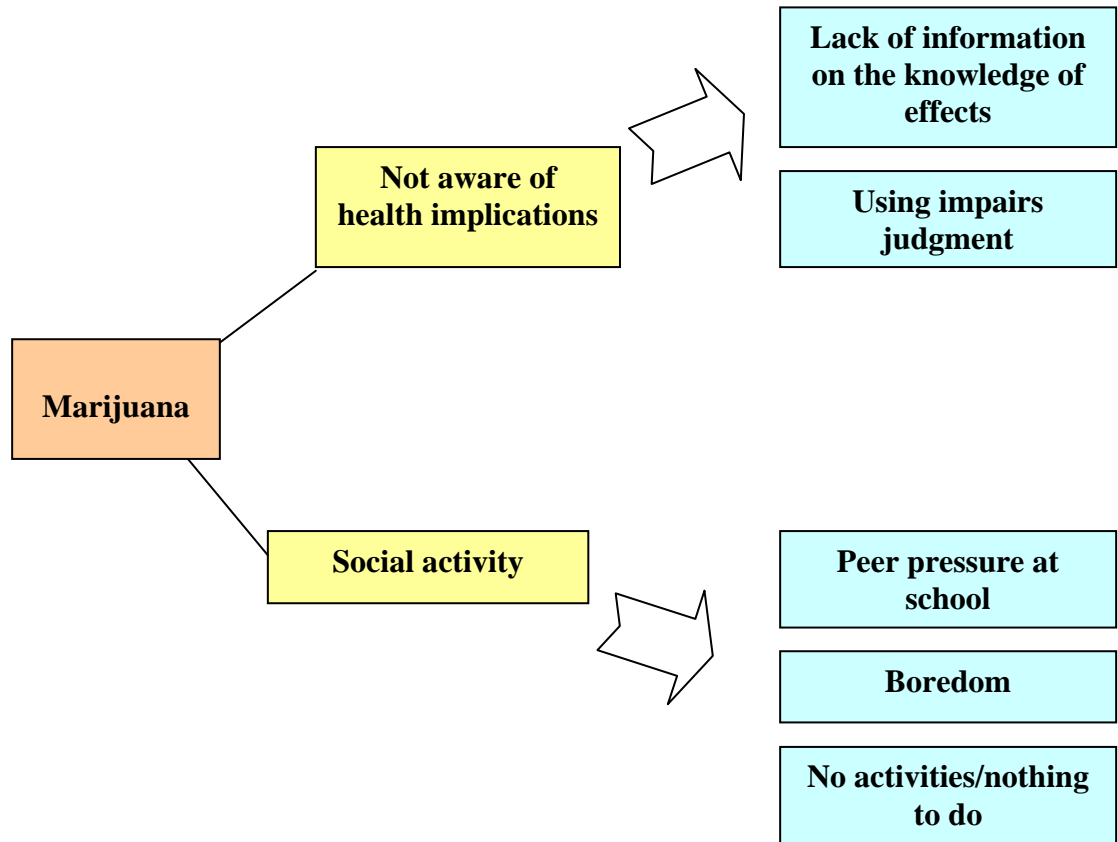 Lack of information
on the knowledge of
effects
Not aware of
health implications
Using impairs
judgment
Marijuana
Social activity
Peer pressure at
school
Boredom
No activities/nothing
to do